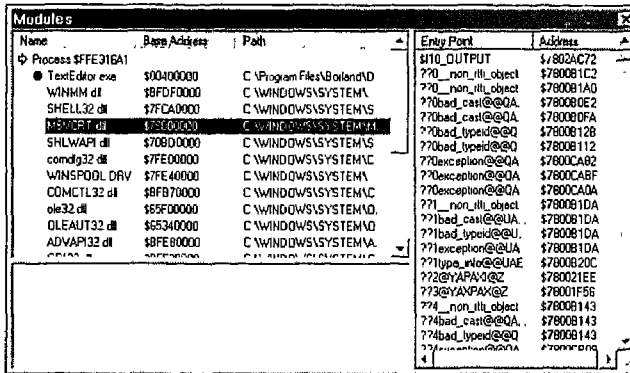 Modules
Name Base Address Path
Process $FFE316A1
TextEditor exe $00400000 C \Program Files\Borland\D
WINMM dll $BFDF0000 C \WINDOWS\SYSTEM\
SHELL32 dll $7FCA0000 C \WINDOWS\SYSTEM\S
MSVCRT dll $78000000 C \WINDOWS\SYSTEM\M
SHLWAPI dll $70BD0000 C \WINDOWS\SYSTEM\S
comdlg32 dll $7FE00000 C \WINDOWS\SYSTEM\C
WINSPOOL DRV $7FE40000 C \WINDOWS\SYSTEM\
COMCTL32 dll $BFB70000 C \WINDOWS\SYSTEM\C
ole32 dll $65F00000 C \WINDOWS\SYSTEM\O.
OLEAUT32 dll $65340000 C \WINDOWS\SYSTEM\O
ADVAPI32 dll $BFE80000 C \WINDOWS\SYSTEM\A.
Entry Point Address
$I10_OUTPUT $7802AC72
??0__non_rtti_object $780081C2
??0__non_rtti_object $780081A0
??0bad_cast@@QA. $780080E2
??0bad_cast@@QA. $780080FA
??0bad_typeid@@Q $7800812B
??0bad_typeid@@Q $78008112
??0exception@@QA $7800CA82
??0exception@@QA $7800CABF
??0exception@@QA $7800CA0A
??1__non_rtti_object $780081DA
??1bad_cast@@UA. $780081DA
??1bad_typeid@@U. $780081DA
??1exception@@UA $780081DA
??1type_info@@UAE $7800820C
??2@YAPAXI@Z $780021EE
??3@YAXPAX@Z $78001F56
??4__non_rtti_object $78008143
??4bad_cast@@QA. $78008143
??4bad_typeid@@Q $78008143